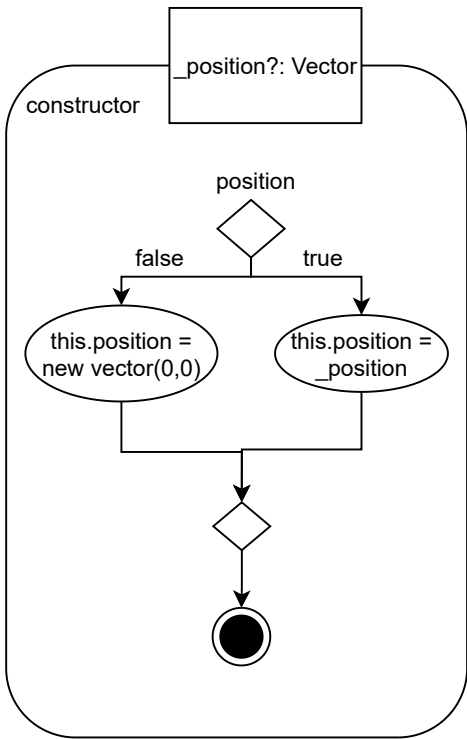 _position?: Vector
constructor
position
false
true
this.position =
new vector(0,0)
this.position =
_position